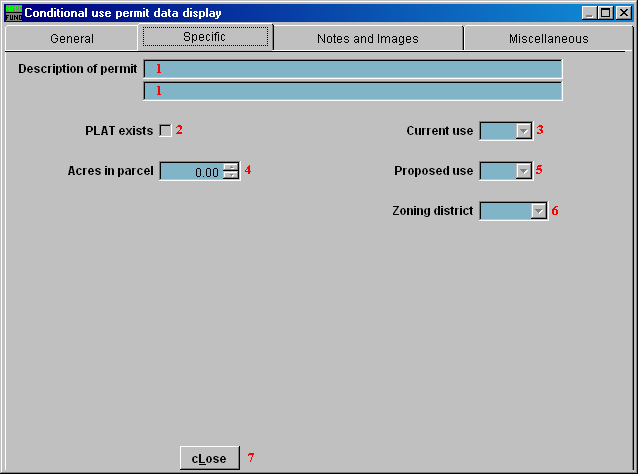 Conditional use permit data display
General Specific Notes and Images Miscellaneous
Description of permit 1
1
PLAT exists 2 Current use 3
Acres in parcel 0.00 4 Proposed use 5
Zoning district 6
cLose 7